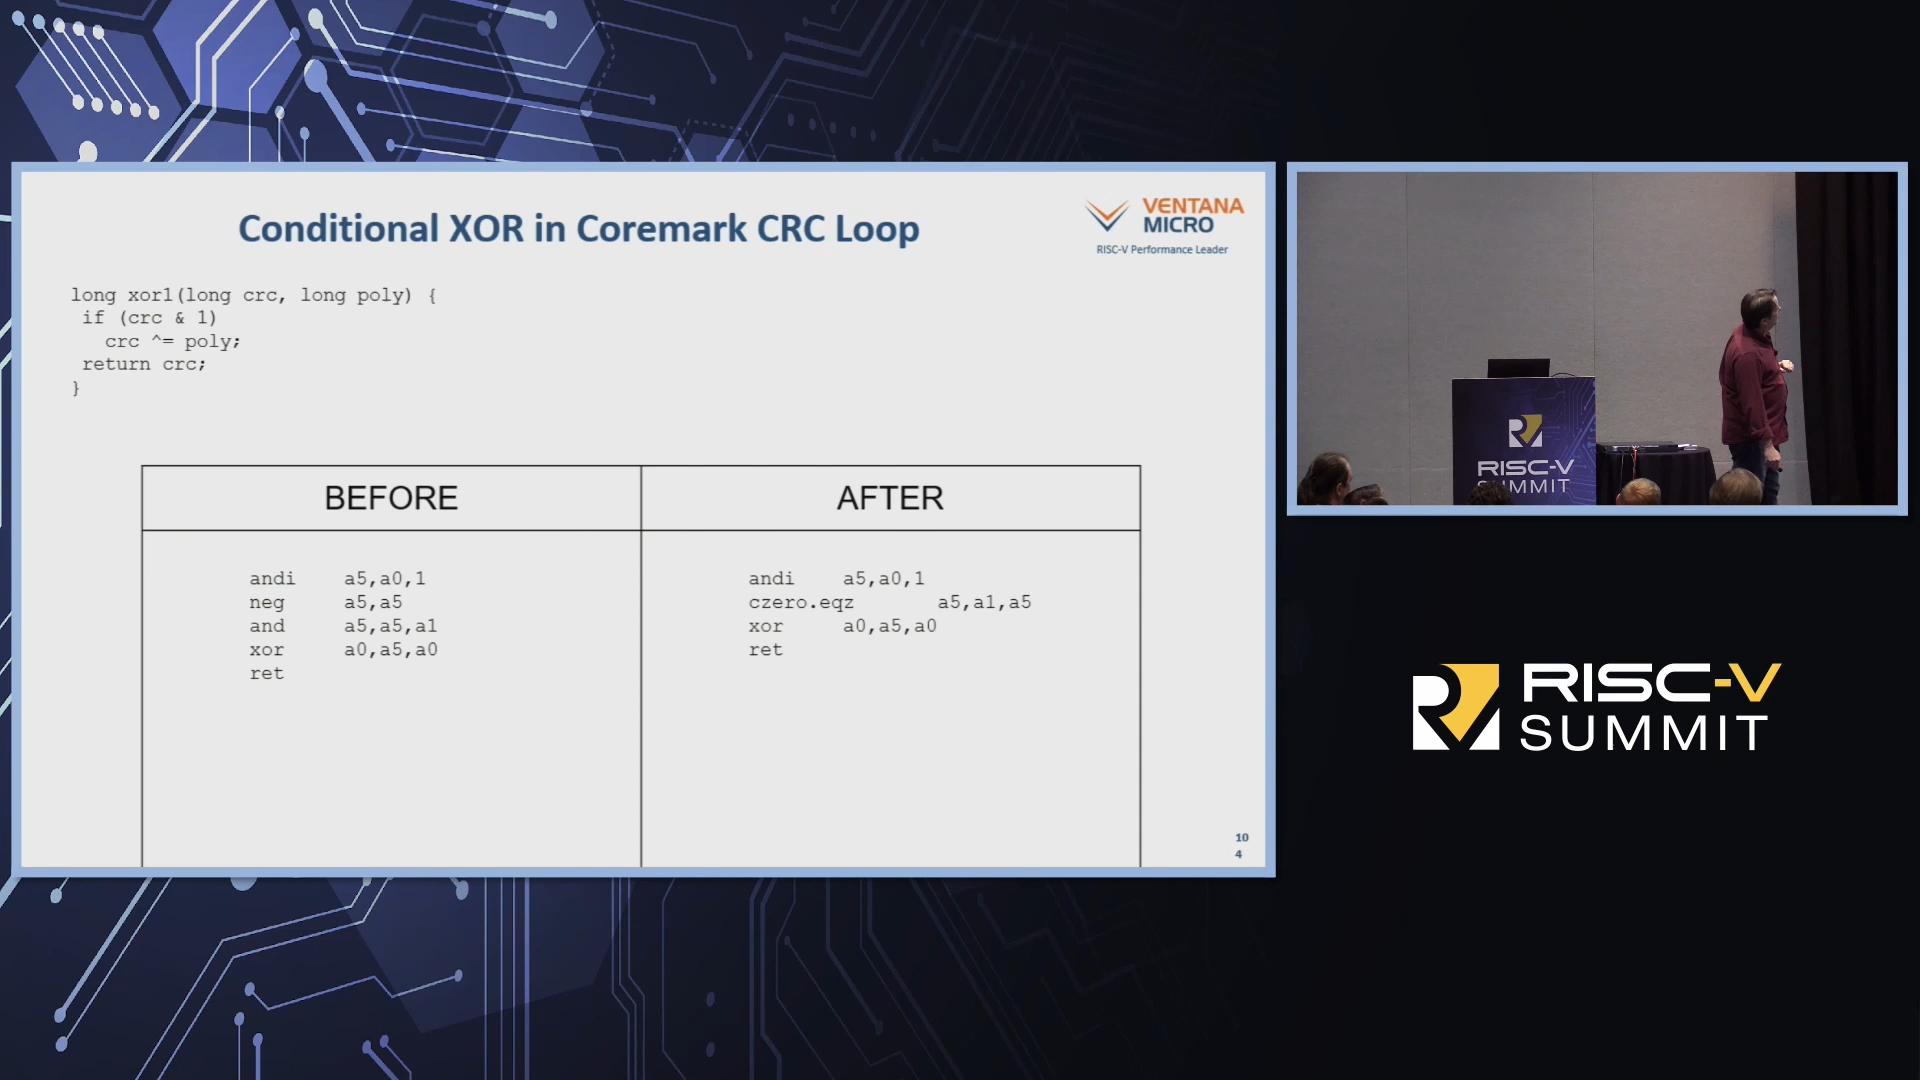 Conditional XOR in Coremark CRC Loop
VENTANA
MICRO
RISC-V Performance Leader
long xor1(long crc, long poly) {
if (crc & 1)
crc ^= poly;
return crc;
}
BEFORE
AFTER
andi a5,a0,1
neg a5,a5
and a5,a5,a1
xor a0,a5,a0
ret
andi a5,a0,1
czero.eqz a5,a1,a5
xor a0,a5,a0
ret
10
4
RISC-V
SUMMIT
RISC-V
SUMMIT